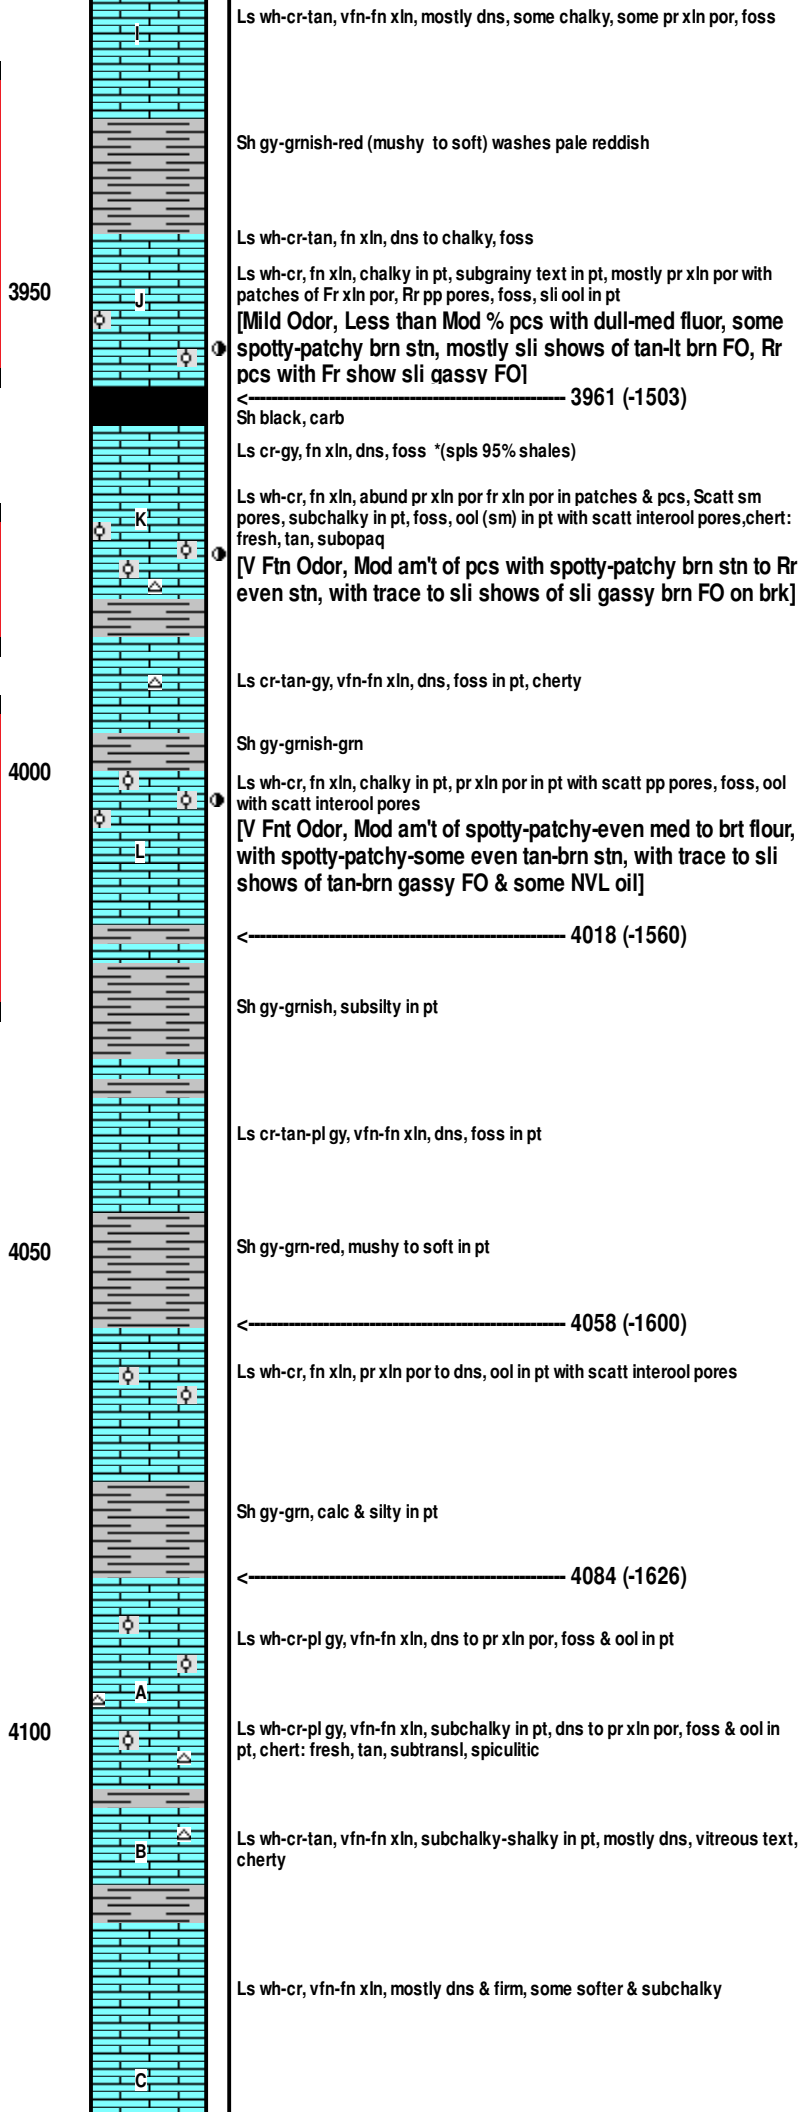 Ls wh-cr-tan, vfn-fn xln, mostly dns, some chalky, some pr xln por, foss
I
Sh gy-grnish-red (mushy to soft) washes pale reddish
Ls wh-cr-tan, fn xln, dns to chalky, foss
Ls wh-cr, fn xln, chalky in pt, subgrainy text in pt, mostly pr xln por with
3950
J
patches of Fr xln por, Rr pp pores, foss, sli ool in pt
[Mild Odor, Less than Mod % pcs with dull-med fluor, some
spotty-patchy brn stn, mostly sli shows of tan-lt brn FO, Rr
pcs with Fr show sli gassy FO]
<-------------------------------------------------------- 3961 (-1503)
Sh black, carb
Ls cr-gy, fn xln, dns, foss *(spls 95% shales)
Ls wh-cr, fn xln, abund pr xln por fr xln por in patches & pcs, Scatt sm
K
pores, subchalky in pt, foss, ool (sm) in pt with scatt interool pores,chert:
fresh, tan, subopaq
[V Ftn Odor, Mod am't of pcs with spotty-patchy brn stn to Rr
even stn, with trace to sli shows of sli gassy brn FO on brk]
Ls cr-tan-gy, vfn-fn xln, dns, foss in pt, cherty
Sh gy-grnish-grn
4000
Ls wh-cr, fn xln, chalky in pt, pr xln por in pt with scatt pp pores, foss, ool
with scatt interool pores
[V Fnt Odor, Mod am't of spotty-patchy-even med to brt flour,
L
with spotty-patchy-some even tan-brn stn, with trace to sli
shows of tan-brn gassy FO & some NVL oil]
<-------------------------------------------------------- 4018 (-1560)
Sh gy-grnish, subsilty in pt
Ls cr-tan-pl gy, vfn-fn xln, dns, foss in pt
4050
Sh gy-grn-red, mushy to soft in pt
<-------------------------------------------------------- 4058 (-1600)
Ls wh-cr, fn xln, pr xln por to dns, ool in pt with scatt interool pores
Sh gy-grn, calc & silty in pt
<-------------------------------------------------------- 4084 (-1626)
Ls wh-cr-pl gy, vfn-fn xln, dns to pr xln por, foss & ool in pt
A
4100
Ls wh-cr-pl gy, vfn-fn xln, subchalky in pt, dns to pr xln por, foss & ool in
pt, chert: fresh, tan, subtransl, spiculitic
Ls wh-cr-tan, vfn-fn xln, subchalky-shalky in pt, mostly dns, vitreous text,
B
cherty
Ls wh-cr, vfn-fn xln, mostly dns & firm, some softer & subchalky
C